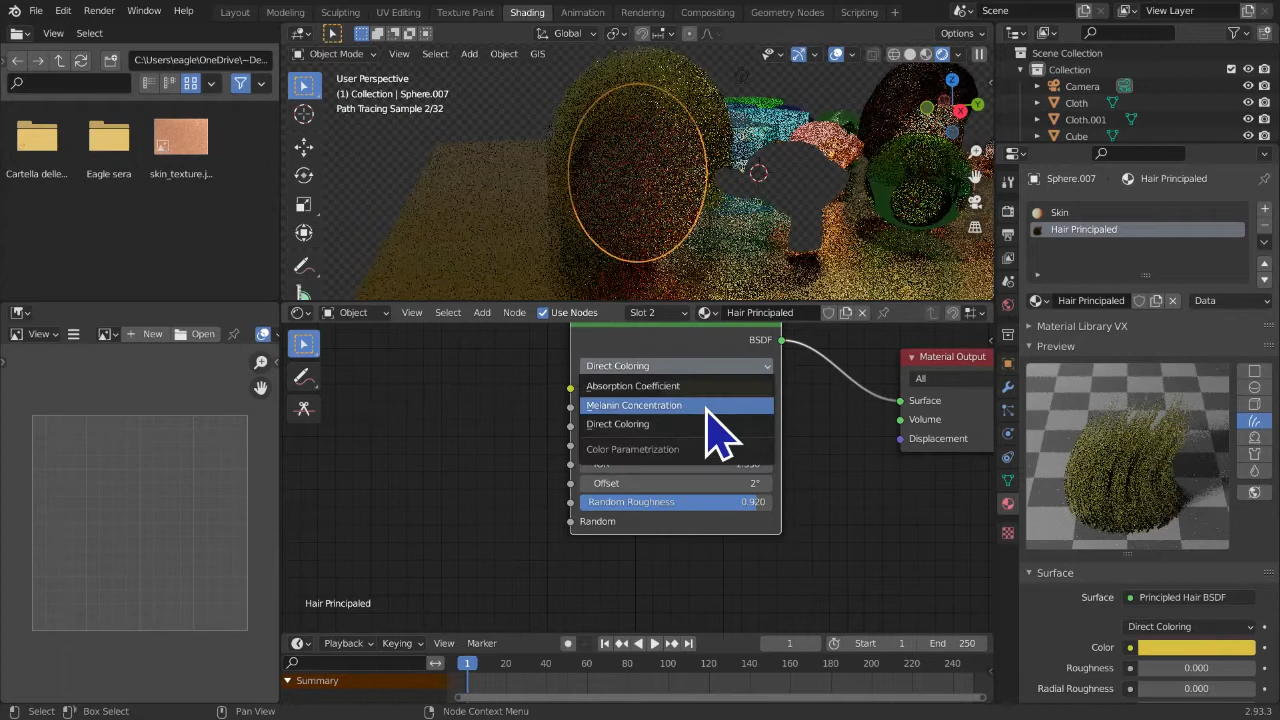 File Edit Render Window Help Layout Modeling Sculpting UV Editing Texture Paint Shading Animation Rendering Compositing Geometry Nodes Scripting + Scene View Layer
View Select
C:\Users\eagle\OneDrive\~De...
Cartella delle... Eagle sera skin_texture.j...
Global Options
Object Mode View Select Add Object GIS
User Perspective
(1) Collection | Sphere.007
Path Tracing Sample 2/32
Z
Y
X
Scene Collection
Collection
Camera
Cloth
Cloth.001
Cube
Sphere.007 Hair Principaled
Skin
Hair Principaled
Hair Principaled Data
Material Library VX
Preview
Surface
Surface Principled Hair BSDF
Direct Coloring
Color
Roughness 0.000
Radial Roughness 0.000
View New Open
Object View Select Add Node Use Nodes Slot 2 Hair Principaled
BSDF
Direct Coloring
Absorption Coefficient
Melanin Concentration
Direct Coloring
Color Parametrization
Offset 2°
Random Roughness 0.920
Random
Material Output
All
Surface
Volume
Displacement
Hair Principaled
Playback Keying View Marker 1 Start 1 End 250
1 20 40 60 80 100 120 140 160 180 200 220 240
Summary
Select Box Select Pan View Node Context Menu 2.93.3